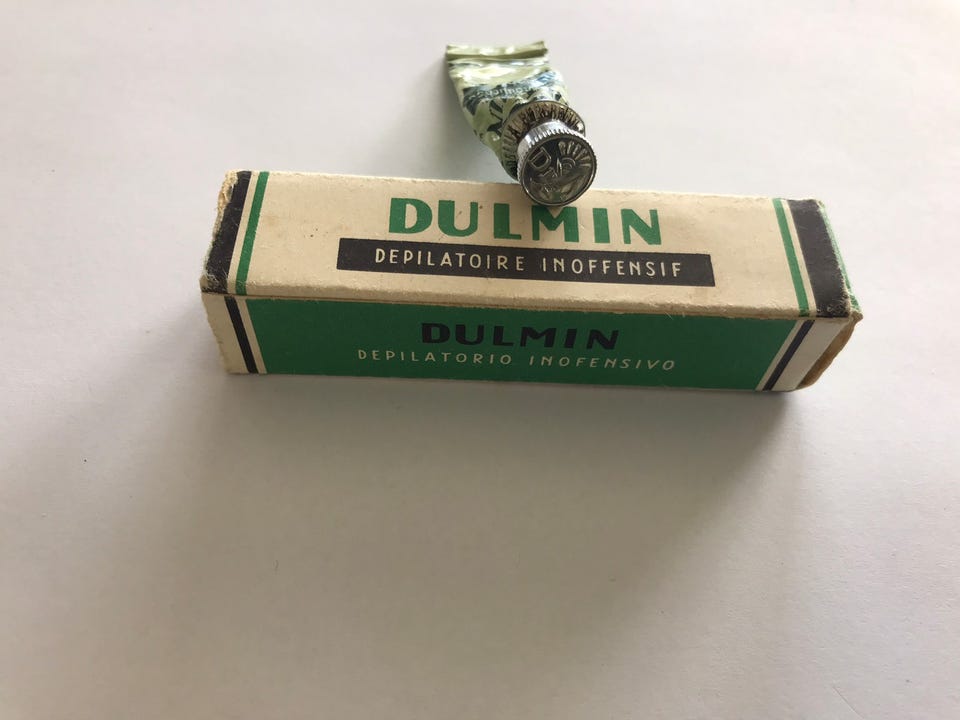 DULMIN
DEPILATOIRE INOFFENSIF
DULMIN
DEPILATORIO INOFENSIVO